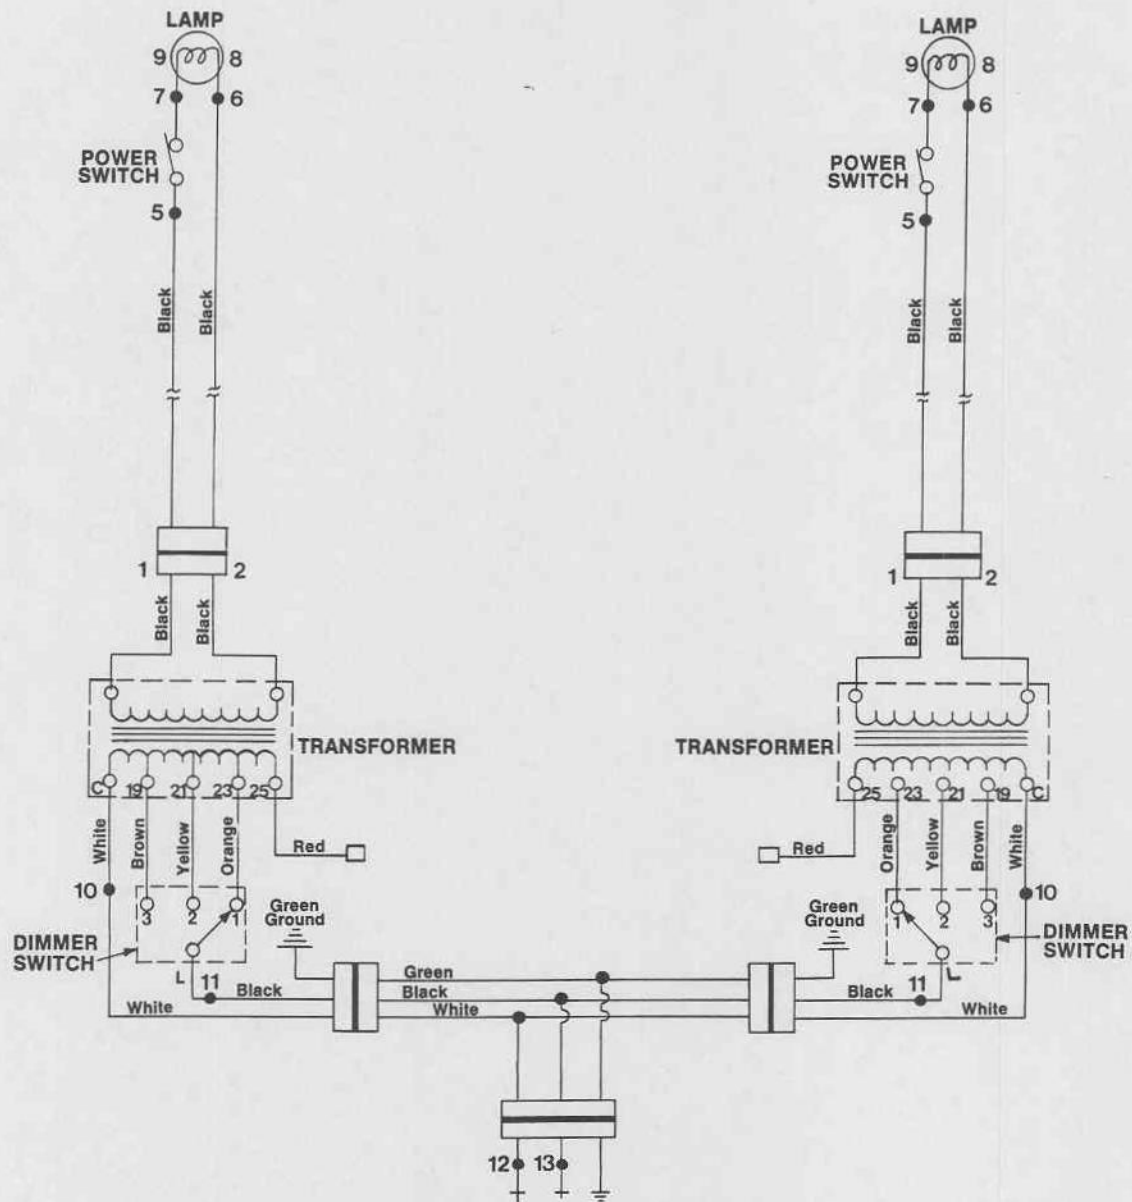 LAMP
9 8
7 6
POWER
SWITCH
5
Black Black
1 2
Black Black
TRANSFORMER
C 19 21 23 25
White Brown Yellow Orange
Red
10
3 2 1
DIMMER
SWITCH
L 11
Black
White
Green
Ground
LAMP
9 8
7 6
POWER
SWITCH
5
Black Black
1 2
Black Black
TRANSFORMER
25 23 21 19 C
Orange Yellow Brown White
Red
10
1 2 3
DIMMER
SWITCH
L
11
Black
White
Green
Ground
Green
Black
White
12 13